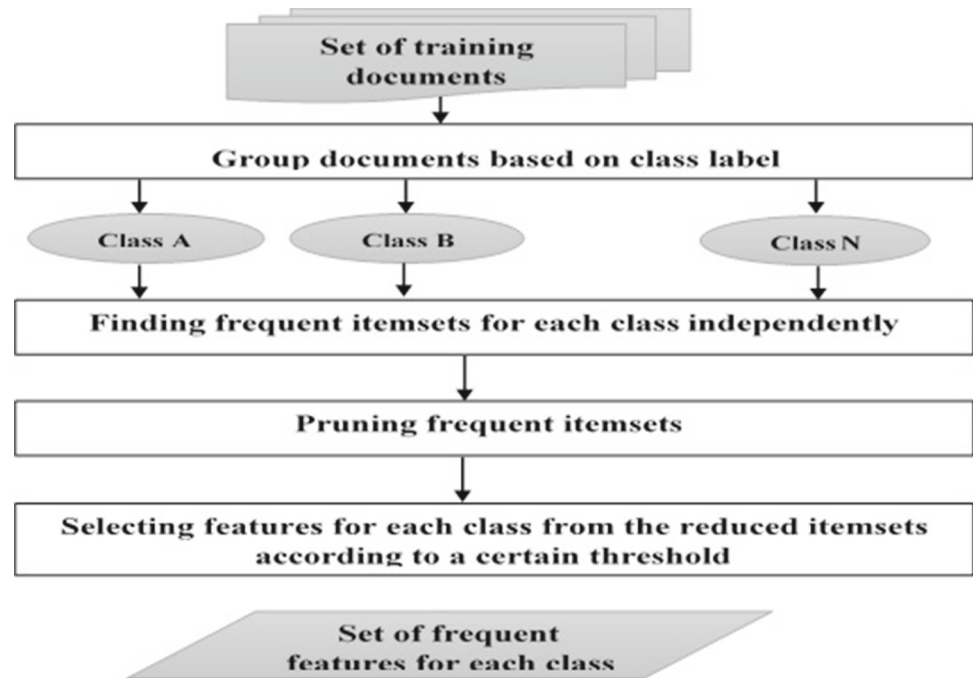 Set of training
documents
Group documents based on class label
Class A
Class B
Class N
Finding frequent itemsets for each class independently
Pruning frequent itemsets
Selecting features for each class from the reduced itemsets
according to a certain threshold
Set of frequent
features for each class